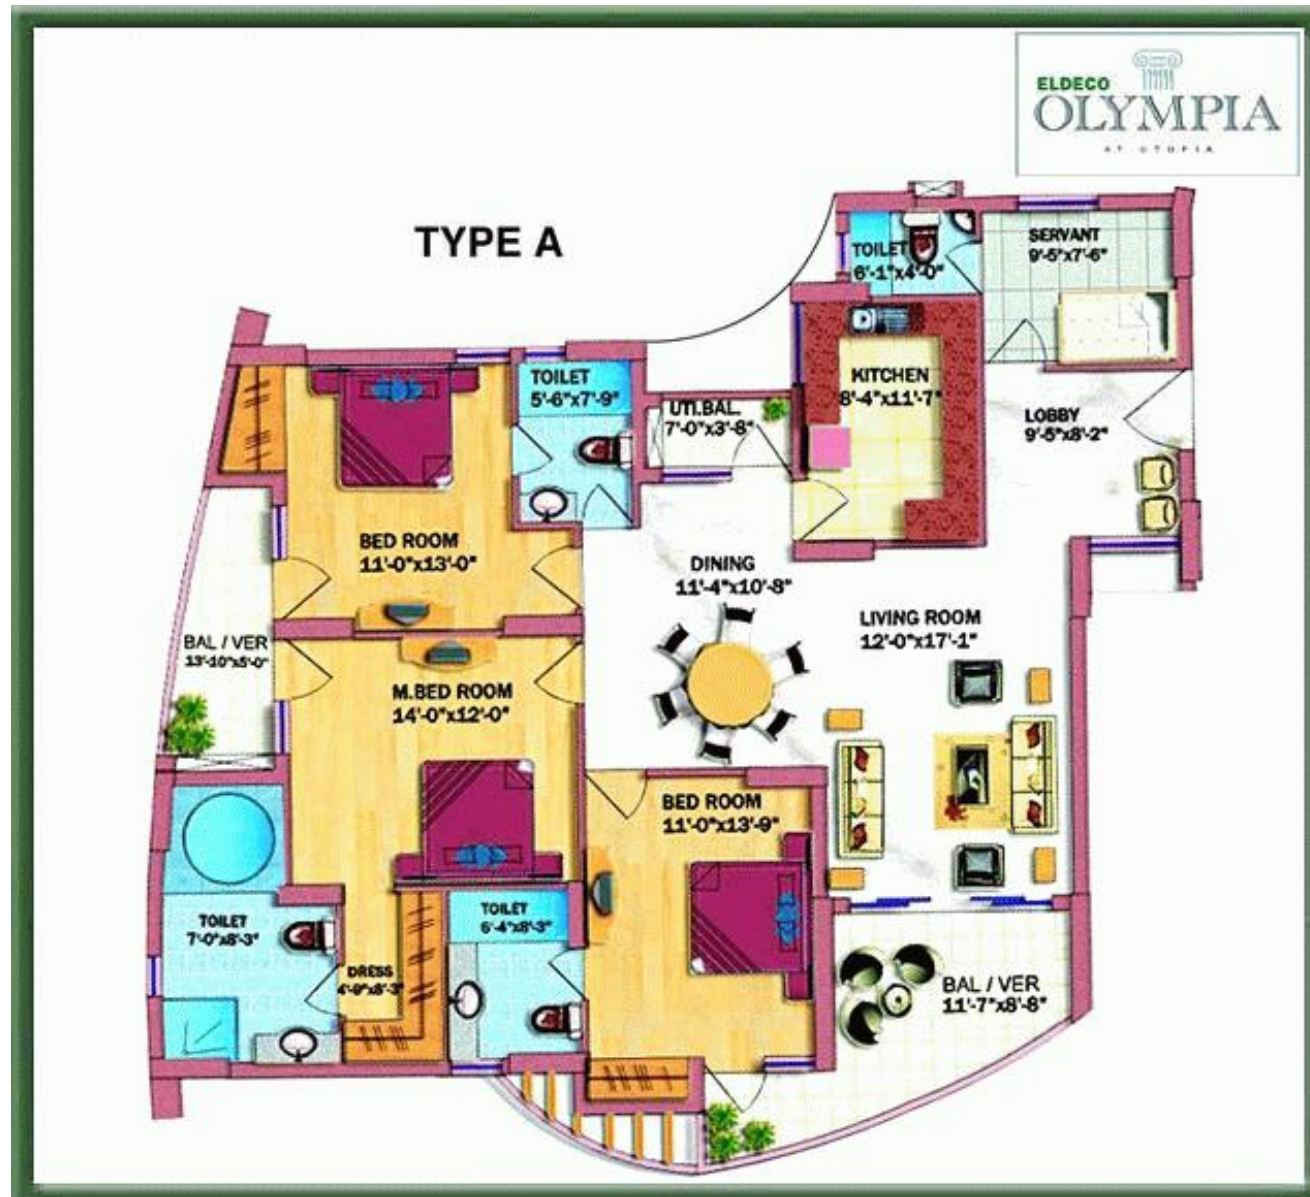 ELDECO
OLYMPIA
AT UTOPIA
TYPE A
TOILET
6'-1"x4'-0"
SERVANT
9'-5"x7'-6"
TOILET
5'-6"x7'-9"
UTI.BAL.
7'-0"x3'-8"
KITCHEN
8'-4"x11'-7"
LOBBY
9'-5"x8'-2"
BED ROOM
11'-0"x13'-0"
DINING
11'-4"x10'-8"
LIVING ROOM
12'-0"x17'-1"
BAL / VER
13'-10"x5'-0"
M.BED ROOM
14'-0"x12'-0"
BED ROOM
11'-0"x13'-9"
TOILET
7'-0"x8'-3"
TOILET
6'-4"x8'-3"
DRESS
4'-9"x8'-3"
BAL / VER
11'-7"x8'-8"